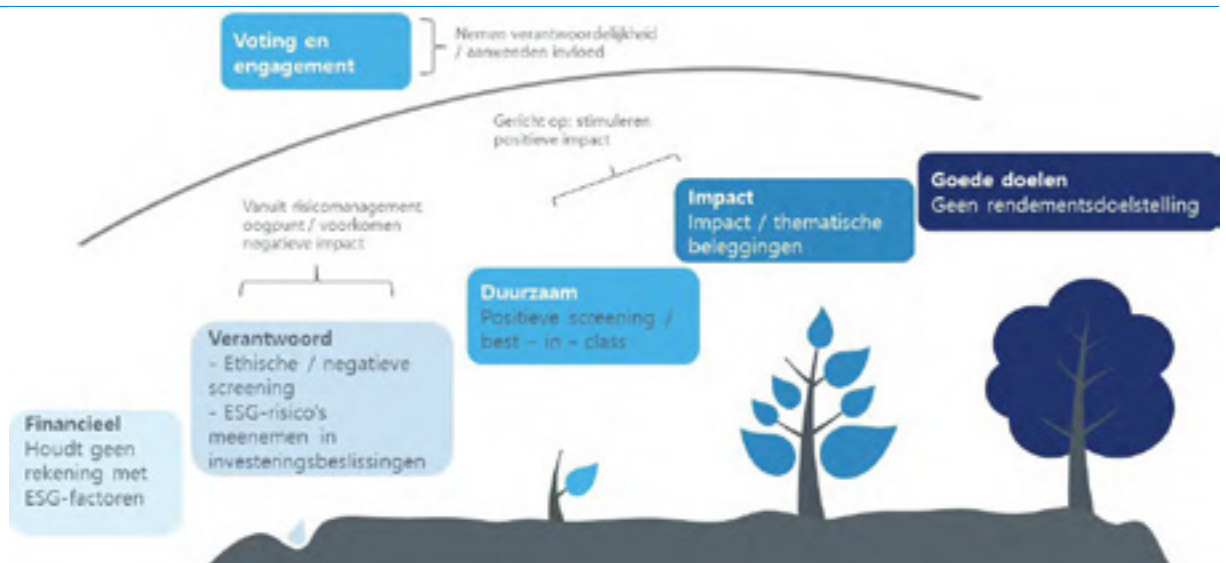 Voting en
engagement
Nemen verantwoordelijkheid
/ aanwenden invloed
Gericht op: stimuleren
positieve impact
Vanuit risicomanagement
oogpunt / voorkomen
negatieve impact
Goede doelen
Geen rendementsdoelstelling
Impact
Impact / thematische
beleggingen
Duurzaam
Positieve screening /
best - in - class
Verantwoord
- Ethische / negatieve
screening
- ESG-risico's
meenemen in
investeringsbeslissingen
Financieel
Houdt geen
rekening met
ESG-factoren